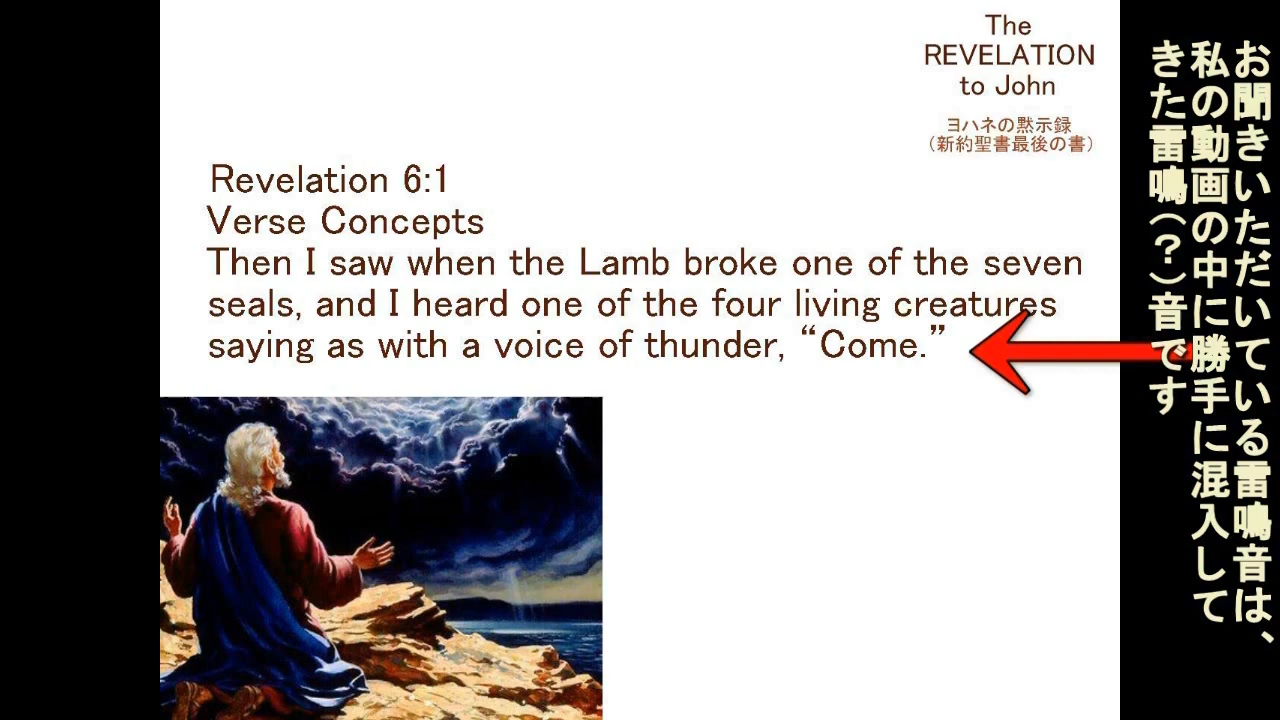 The
REVELATION
to John
ヨハネの黙示録
（新約聖書最後の書）
Revelation 6:1
Verse Concepts
Then I saw when the Lamb broke one of the seven
seals, and I heard one of the four living creatures
saying as with a voice of thunder, “Come.”
お聞きいただいている雷鳴音は、
私の動画の中に勝手に混入して
きた雷鳴（？）音です